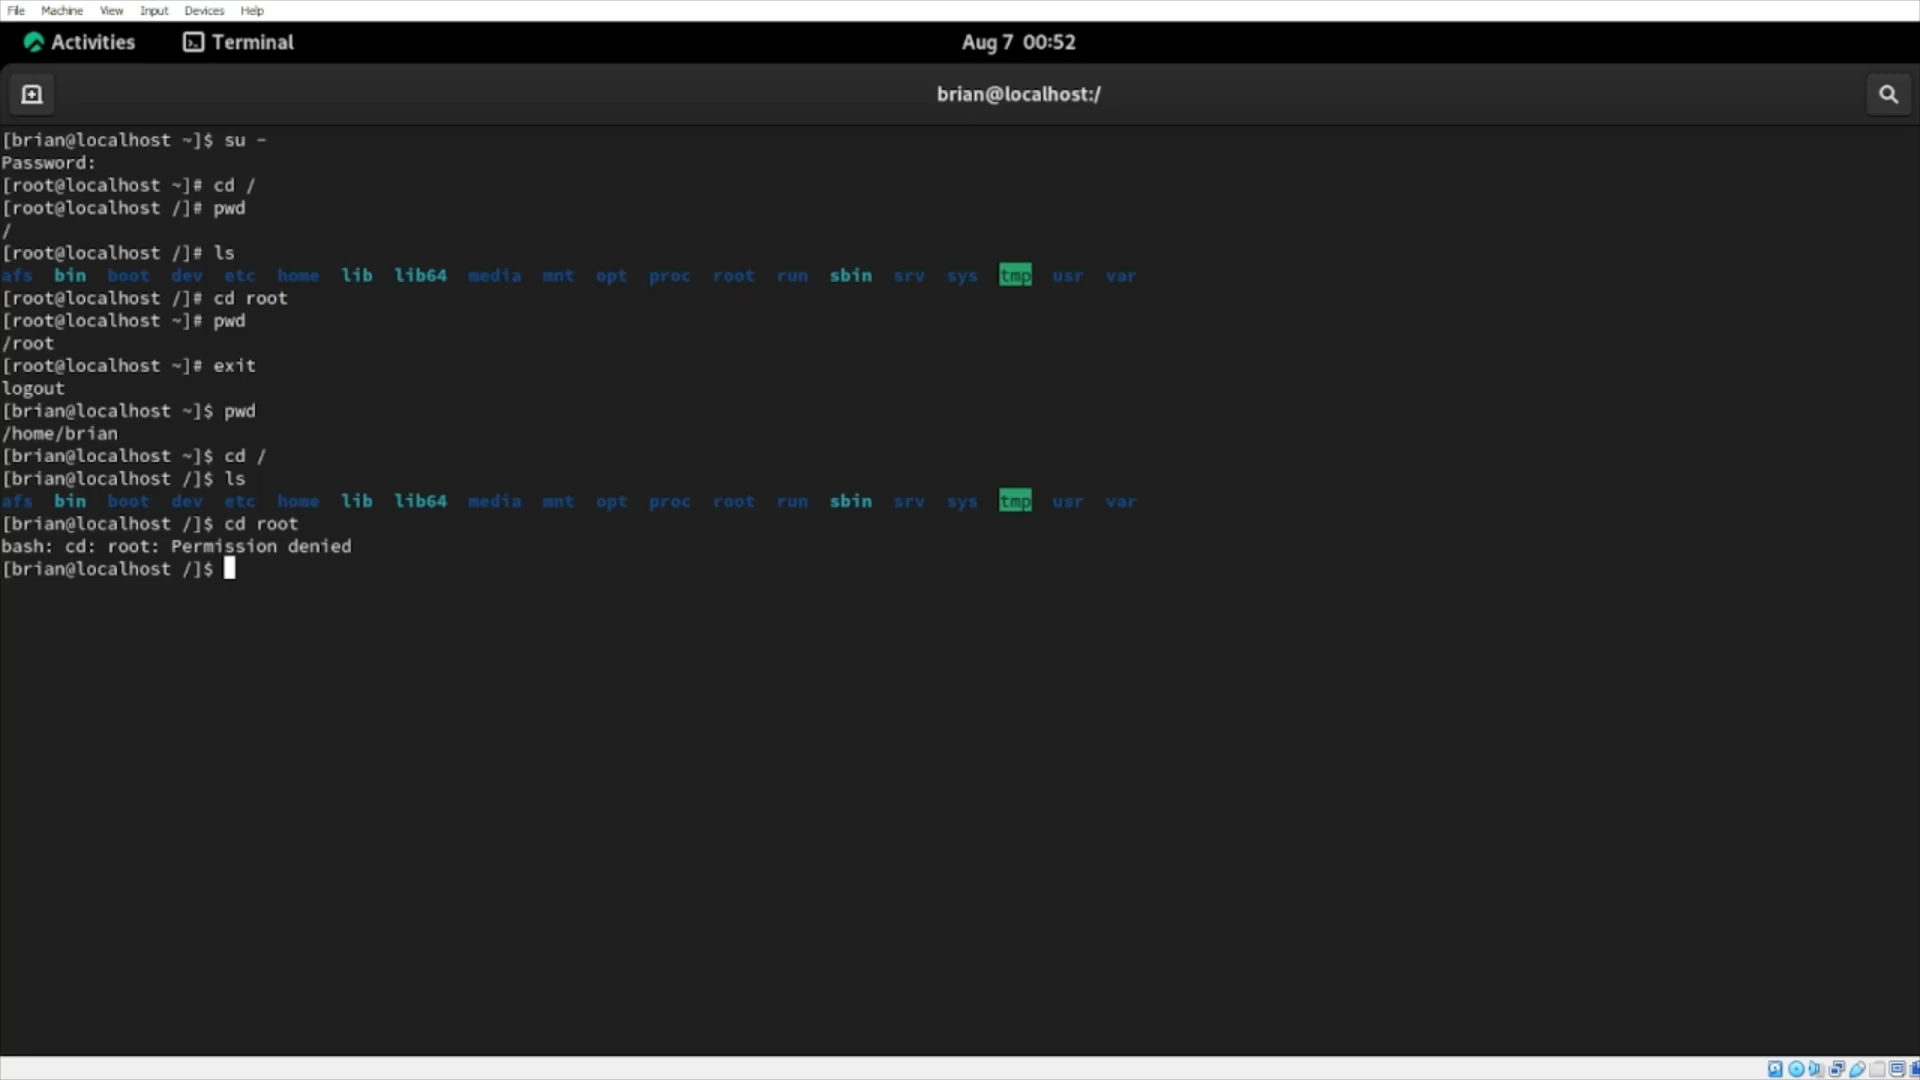 File Machine View Input Devices Help
Activities Terminal Aug 7 00:52
brian@localhost:/
[brian@localhost ~]$ su -
Password:
[root@localhost ~]# cd /
[root@localhost /]# pwd
/
[root@localhost /]# ls
afs bin boot dev etc home lib lib64 media mnt opt proc root run sbin srv sys tmp usr var
[root@localhost /]# cd root
[root@localhost ~]# pwd
/root
[root@localhost ~]# exit
logout
[brian@localhost ~]$ pwd
/home/brian
[brian@localhost ~]$ cd /
[brian@localhost /]$ ls
afs bin boot dev etc home lib lib64 media mnt opt proc root run sbin srv sys tmp usr var
[brian@localhost /]$ cd root
bash: cd: root: Permission denied
[brian@localhost /]$